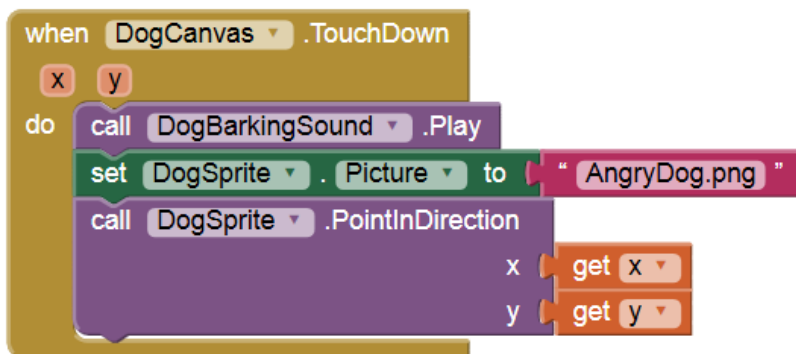 when DogCanvas .TouchDown
x y
do call DogBarkingSound .Play
set DogSprite . Picture to “ AngryDog.png ”
call DogSprite .PointInDirection
x get x
y get y